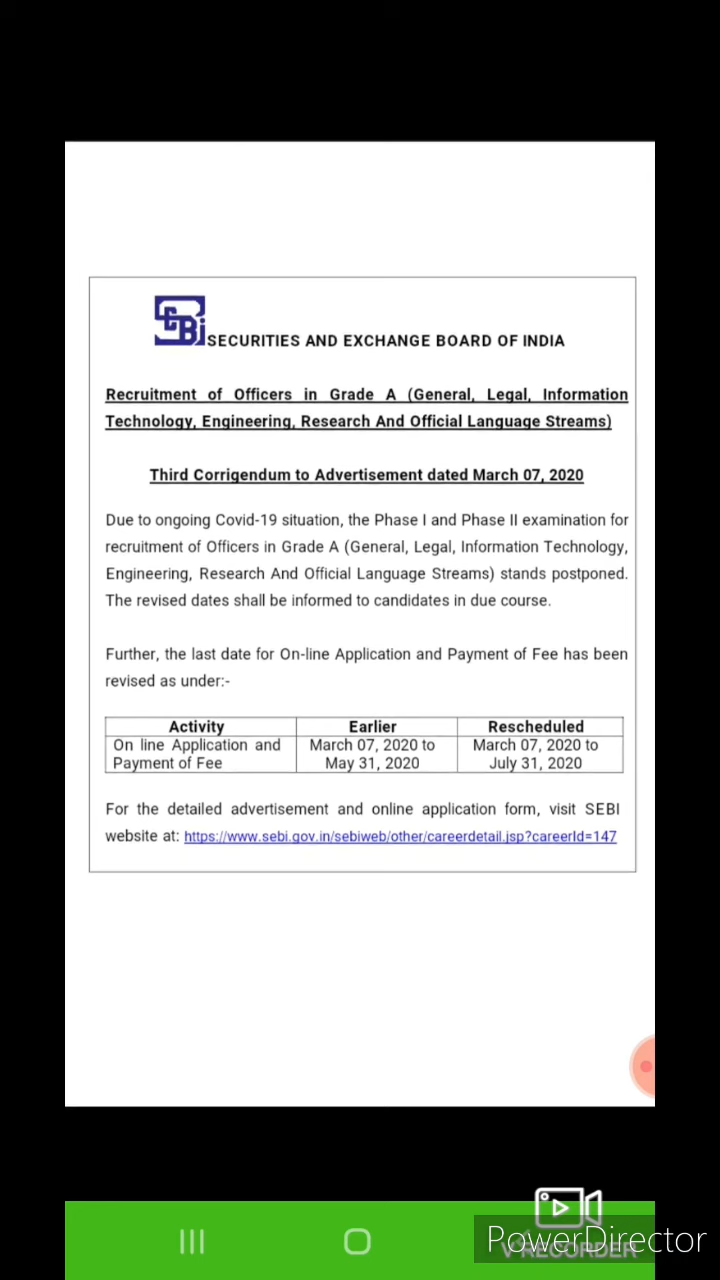 SEBI
SECURITIES AND EXCHANGE BOARD OF INDIA
Recruitment of Officers in Grade A (General, Legal, Information
Technology, Engineering, Research And Official Language Streams)
Third Corrigendum to Advertisement dated March 07, 2020
Due to ongoing Covid-19 situation, the Phase I and Phase II examination for
recruitment of Officers in Grade A (General, Legal, Information Technology,
Engineering, Research And Official Language Streams) stands postponed.
The revised dates shall be informed to candidates in due course.
Further, the last date for On-line Application and Payment of Fee has been
revised as under:-
Activity Earlier Rescheduled
On line Application and March 07, 2020 to March 07, 2020 to
Payment of Fee May 31, 2020 July 31, 2020
For the detailed advertisement and online application form, visit SEBI
website at: https://www.sebi.gov.in/sebiweb/other/careerdetail.jsp?careerId=147
PowerDirector
V RECORDER